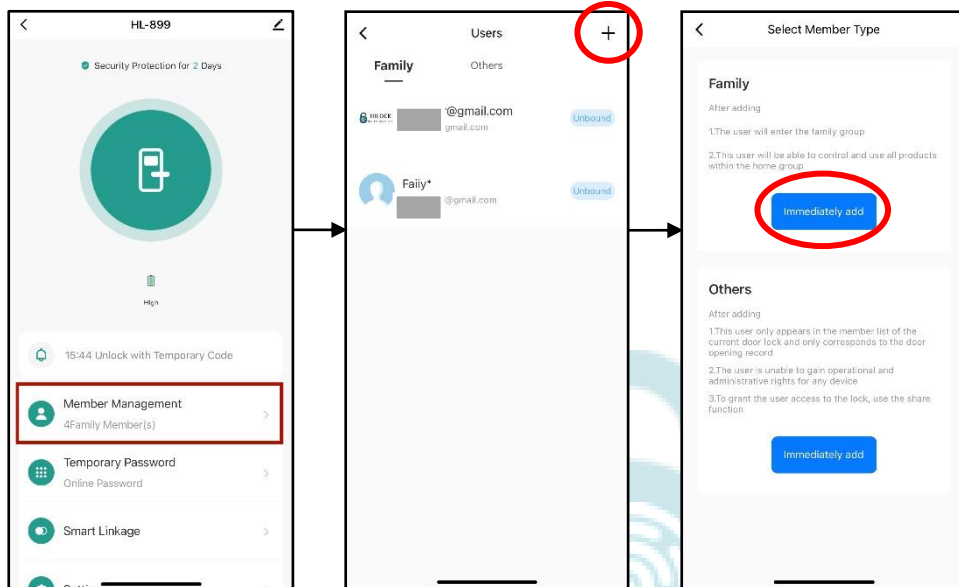 HL-899
Security Protection for 2 Days
High
15:44 Unlock with Temporary Code
Member Management
4Family Member(s)
Temporary Password
Online Password
Smart Linkage
Users
+
Family
Others
@gmail.com
gmail.com
Unbound
Faiiy*
@gmail.com
Unbound
Select Member Type
Family
After adding
1.The user will enter the family group
2.This user will be able to control and use all products
within the home group
Immediately add
Others
After adding
1.This user only appears in the member list of the
current door lock and only corresponds to the door
opening record
2.The user is unable to gain operational and
administrative rights for any device
3.To grant the user access to the lock, use the share
function
Immediately add